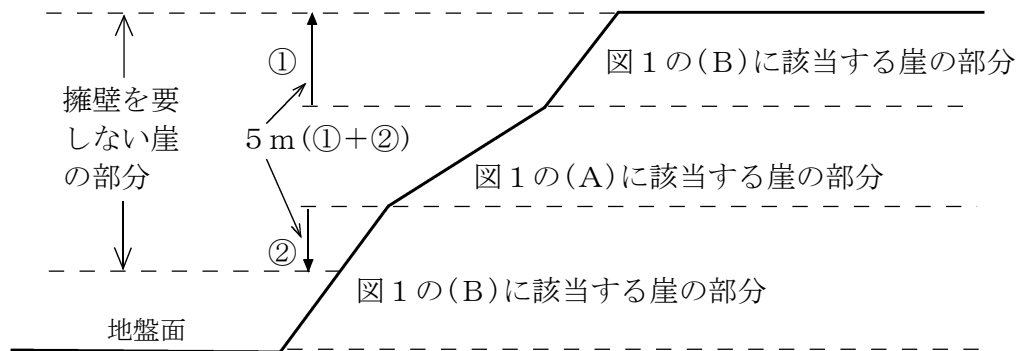 ①
図１の(Ｂ)に該当する崖の部分
擁壁を要
しない崖
の部分
５ｍ(①＋②)
図１の(Ａ)に該当する崖の部分
②
図１の(Ｂ)に該当する崖の部分
地盤面